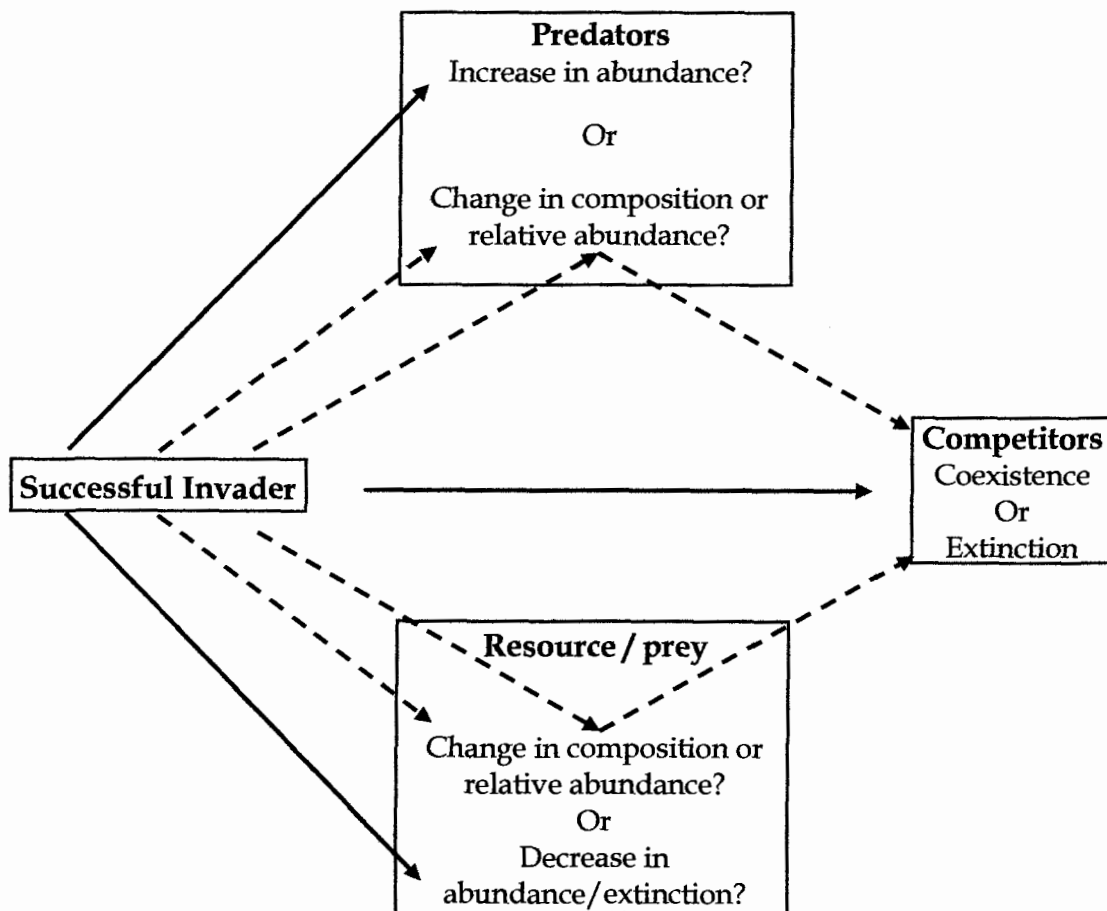 Predators
Increase in abundance?
Or
Change in composition or
relative abundance?
Successful Invader
Competitors
Coexistence
Or
Extinction
Resource / prey
Change in composition or
relative abundance?
Or
Decrease in
abundance/extinction?